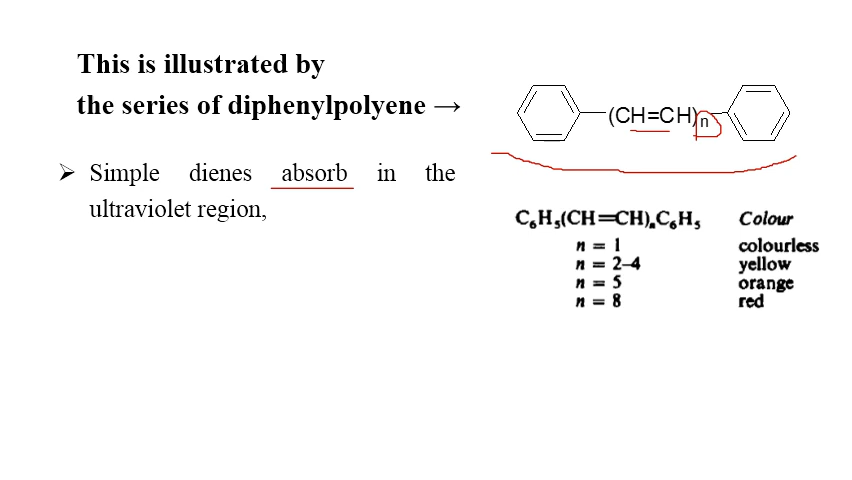 This is illustrated by
the series of diphenylpolyene →
(CH=CH)n
➢ Simple dienes absorb in the
ultraviolet region,
C₆H₅(CH=CH)ₙC₆H₅ Colour
n = 1 colourless
n = 2–4 yellow
n = 5 orange
n = 8 red